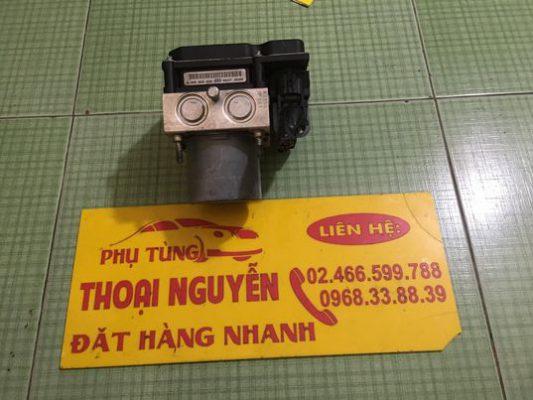 PHỤ TÙNG
LIÊN HỆ:
THOẠI NGUYỄN
02.466.599.788
0968.33.88.39
ĐẶT HÀNG NHANH